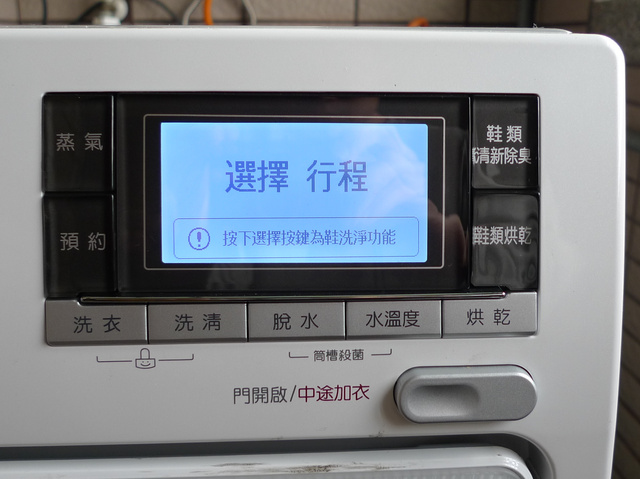 蒸氣
預約
選擇 行程
按下選擇按鍵為鞋洗淨功能
鞋類
清新除臭
鞋類烘乾
洗衣
洗清
脫水
水溫度
烘乾
筒槽殺菌
門開啟/中途加衣